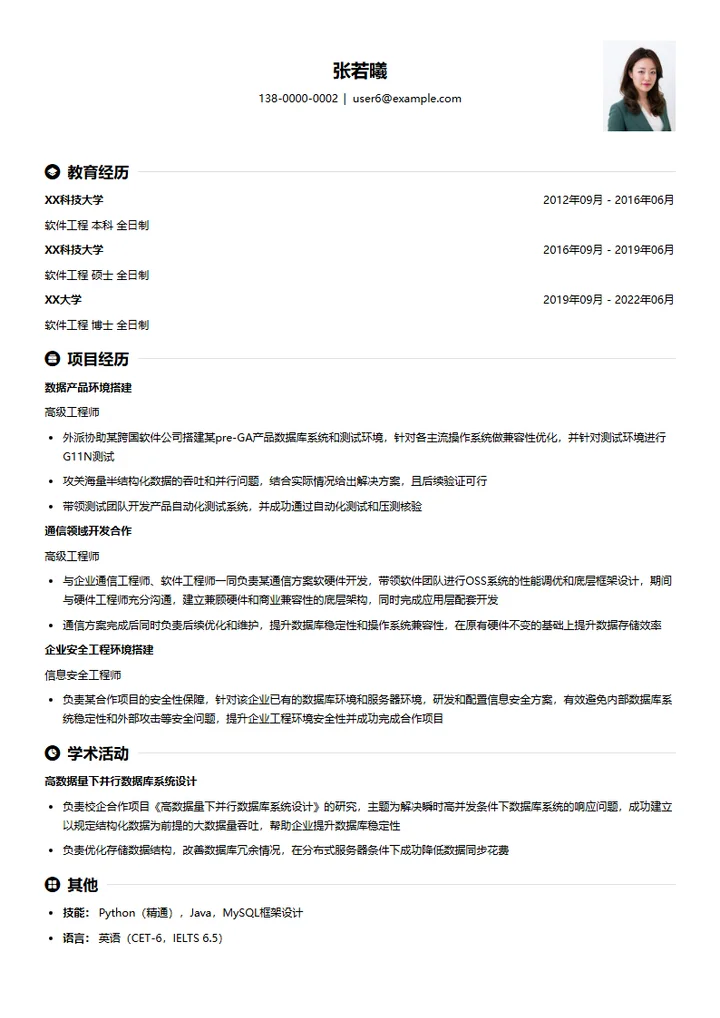 张若曦
138-0000-0002 | user6@example.com
教育经历
XX科技大学 2012年09月 - 2016年06月
软件工程 本科 全日制
XX科技大学 2016年09月 - 2019年06月
软件工程 硕士 全日制
XX大学 2019年09月 - 2022年06月
软件工程 博士 全日制
项目经历
数据产品环境搭建
高级工程师
• 外派协助某跨国软件公司搭建某pre-GA产品数据库系统和测试环境，针对各主流操作系统做兼容性优化，并针对测试环境进行
G11N测试
• 攻关海量半结构化数据的吞吐和并行问题，结合实际情况给出解决方案，且后续验证可行
• 带领测试团队开发产品自动化测试系统，并成功通过自动化测试和压测核验
通信领域开发合作
高级工程师
• 与企业通信工程师、软件工程师一同负责某通信方案软硬件开发，带领软件团队进行OSS系统的性能调优和底层框架设计，期间
与硬件工程师充分沟通，建立兼顾硬件和商业兼容性的底层架构，同时完成应用层配套开发
• 通信方案完成后同时负责后续优化和维护，提升数据库稳定性和操作系统兼容性，在原有硬件不变的基础上提升数据存储效率
企业安全工程环境搭建
信息安全工程师
• 负责某合作项目的安全性保障，针对该企业已有的数据库环境和服务器环境，研发和配置信息安全方案，有效避免内部数据库系
统稳定性和外部攻击等安全问题，提升企业工程环境安全性并成功完成合作项目
学术活动
高数据量下并行数据库系统设计
• 负责校企合作项目《高数据量下并行数据库系统设计》的研究，主题为解决瞬时高并发条件下数据库系统的响应问题，成功建立
以规定结构化数据为前提的大数据量吞吐，帮助企业提升数据库稳定性
• 负责优化存储数据结构，改善数据库冗余情况，在分布式服务器条件下成功降低数据同步花费
其他
• 技能： Python（精通），Java，MySQL框架设计
• 语言： 英语（CET-6，IELTS 6.5）